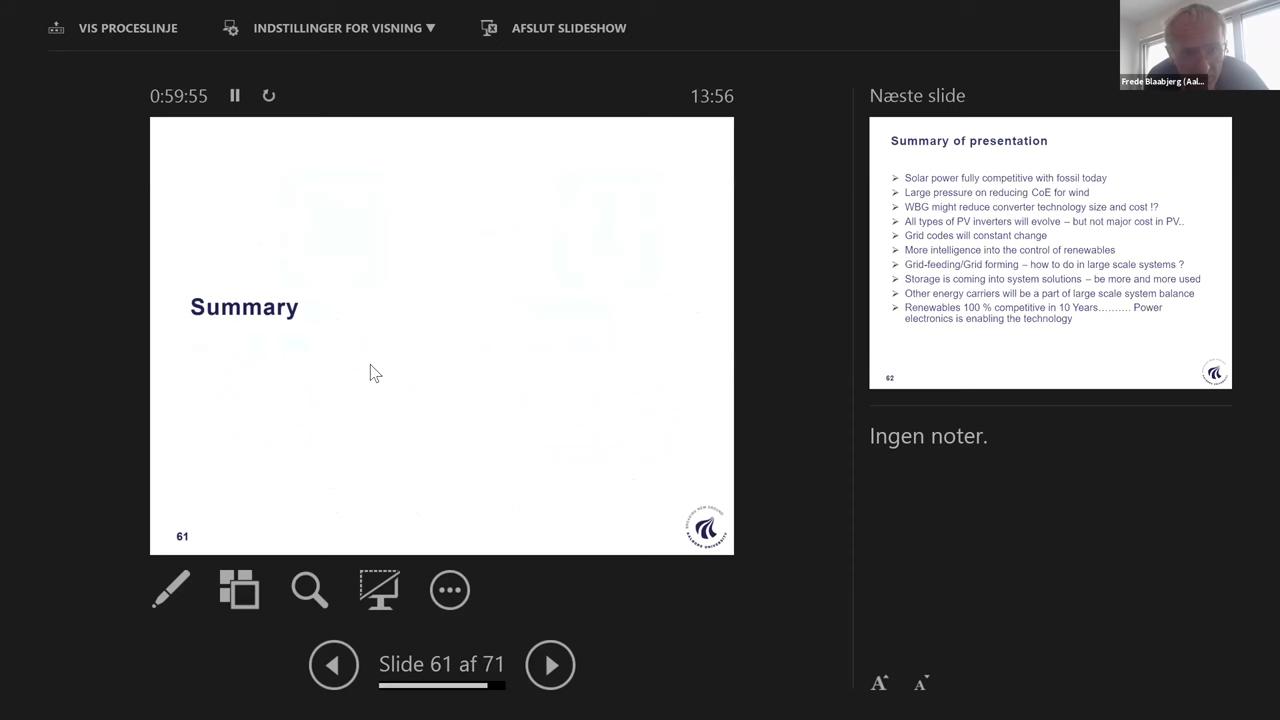 VIS PROCESLINJE
INDSTILLINGER FOR VISNING ▼
AFSLUT SLIDESHOW
Frede Blaabjerg (Aal...
0:59:55
13:56
Næste slide
Summary
61
BREAKING NEW GROUND
AALBORG UNIVERSITY
Summary of presentation
➢ Solar power fully competitive with fossil today
➢ Large pressure on reducing CoE for wind
➢ WBG might reduce converter technology size and cost !?
➢ All types of PV inverters will evolve – but not major cost in PV..
➢ Grid codes will constant change
➢ More intelligence into the control of renewables
➢ Grid-feeding/Grid forming – how to do in large scale systems ?
➢ Storage is coming into system solutions – be more and more used
➢ Other energy carriers will be a part of large scale system balance
➢ Renewables 100 % competitive in 10 Years………. Power
electronics is enabling the technology
62
Ingen noter.
Slide 61 af 71
A A